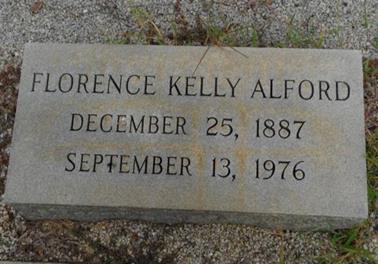 FLORENCE KELLY ALFORD
DECEMBER 25, 1887
SEPTEMBER 13, 1976